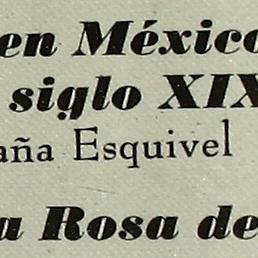 en México
siglo XIX
aña Esquivel
a Rosa de